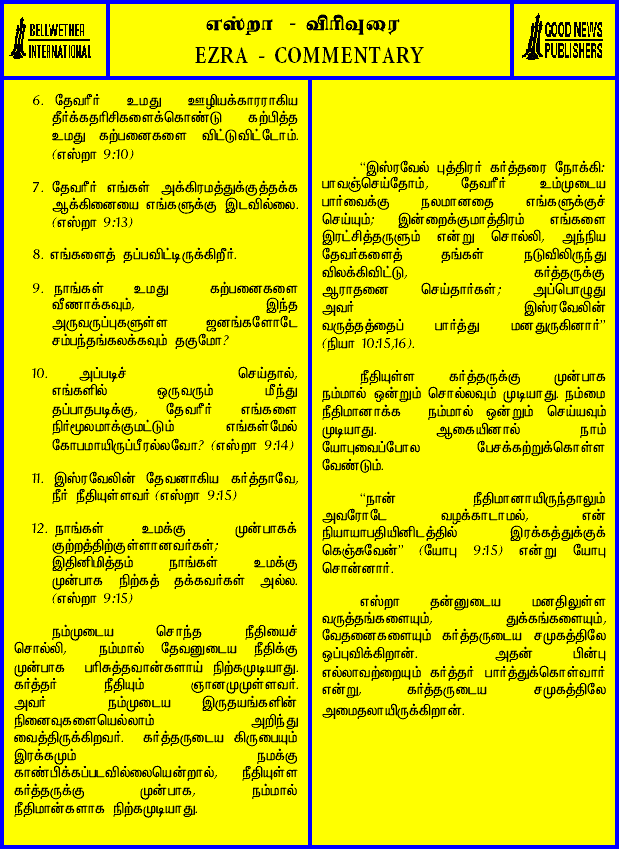 BELLWETHER
INTERNATIONAL
எஸ்றா - விரிவுரை
EZRA - COMMENTARY
GOOD NEWS
PUBLISHERS
6. தேவரீர் உமது ஊழியக்காரராகிய
தீர்க்கதரிசிகளைக்கொண்டு கற்பித்த
உமது கற்பனைகளை விட்டுவிட்டோம்.
(எஸ்றா 9:10)
7. தேவரீர் எங்கள் அக்கிரமத்துக்குத்தக்க
ஆக்கினையை எங்களுக்கு இடவில்லை.
(எஸ்றா 9:13)
8. எங்களைத் தப்பவிட்டிருக்கிறீர்.
9. நாங்கள் உமது கற்பனைகளை
வீணாக்கவும், இந்த
அருவருப்புகளுள்ள ஜனங்களோடே
சம்பந்தங்கலக்கவும் தகுமோ?
10. அப்படிச் செய்தால்,
எங்களில் ஒருவரும் மீந்து
தப்பாதபடிக்கு, தேவரீர் எங்களை
நிர்மூலமாக்குமட்டும் எங்கள்மேல்
கோபமாயிருப்பீரல்லவோ? (எஸ்றா 9:14)
11. இஸ்ரவேலின் தேவனாகிய கர்த்தாவே,
நீர் நீதியுள்ளவர் (எஸ்றா 9:15)
12. நாங்கள் உமக்கு முன்பாகக்
குற்றத்திற்குள்ளானவர்கள்;
இதினிமித்தம் நாங்கள் உமக்கு
முன்பாக நிற்கத் தக்கவர்கள் அல்ல.
(எஸ்றா 9:15)
நம்முடைய சொந்த நீதியைச்
சொல்லி, நம்மால் தேவனுடைய நீதிக்கு
முன்பாக பரிசுத்தவான்களாய் நிற்கமுடியாது.
கர்த்தர் நீதியும் ஞானமுமுள்ளவர்.
அவர் நம்முடைய இருதயங்களின்
நினைவுகளையெல்லாம் அறிந்து
வைத்திருக்கிறவர். கர்த்தருடைய கிருபையும்
இரக்கமும் நமக்கு
காண்பிக்கப்படவில்லையென்றால், நீதியுள்ள
கர்த்தருக்கு முன்பாக, நம்மால்
நீதிமான்களாக நிற்கமுடியாது.
“இஸ்ரவேல் புத்திரர் கர்த்தரை நோக்கி:
பாவஞ்செய்தோம், தேவரீர் உம்முடைய
பார்வைக்கு நலமானதை எங்களுக்குச்
செய்யும்; இன்றைக்குமாத்திரம் எங்களை
இரட்சித்தருளும் என்று சொல்லி, அந்நிய
தேவர்களைத் தங்கள் நடுவிலிருந்து
விலக்கிவிட்டு, கர்த்தருக்கு
ஆராதனை செய்தார்கள்; அப்பொழுது
அவர் இஸ்ரவேலின்
வருத்தத்தைப் பார்த்து மனதுருகினார்”
(நியா 10:15,16).
நீதியுள்ள கர்த்தருக்கு முன்பாக
நம்மால் ஒன்றும் சொல்லவும் முடியாது. நம்மை
நீதிமானாக்க நம்மால் ஒன்றும் செய்யவும்
முடியாது. ஆகையினால் நாம்
யோபுவைப்போல பேசக்கற்றுக்கொள்ள
வேண்டும்.
“நான் நீதிமானாயிருந்தாலும்
அவரோடே வழக்காடாமல், என்
நியாயாபதியினிடத்தில் இரக்கத்துக்குக்
கெஞ்சுவேன்” (யோபு 9:15) என்று யோபு
சொன்னார்.
எஸ்றா தன்னுடைய மனதிலுள்ள
வருத்தங்களையும், துக்கங்களையும்,
வேதனைகளையும் கர்த்தருடைய சமுகத்திலே
ஒப்புவிக்கிறான். அதன் பின்பு
எல்லாவற்றையும் கர்த்தர் பார்த்துக்கொள்வார்
என்று, கர்த்தருடைய சமுகத்திலே
அமைதலாயிருக்கிறான்.